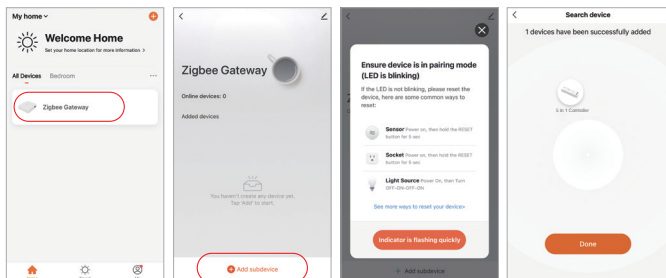 My home
Welcome Home
Set your home location for more information >
All Devices Bedroom ...
Zigbee Gateway
Zigbee Gateway
Online devices: 0
Added devices
You haven't create any device yet.
Tap 'Add' to start.
Add subdevice
Ensure device is in pairing mode
(LED is blinking)
If the LED is not blinking, please reset the
device, here are some common ways to
reset:
Sensor Power on, then hold the RESET
button for 5 sec
Socket Power on, then hold the RESET
button for 5 sec
Light Source Power On, then Turn
OFF-ON-OFF-ON
See more ways to reset your device>
Indicator is flashing quickly
+ Add subdevice
Search device
1 devices have been successfully added
5 in 1 Controller
Done